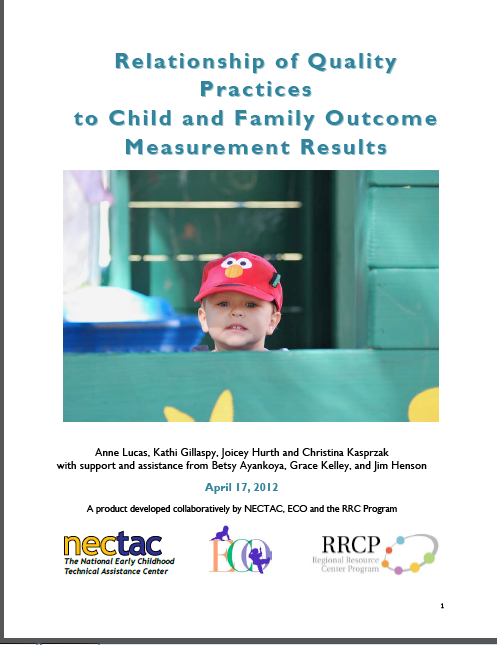 Relationship of Quality
Practices
to Child and Family Outcome
Measurement Results
Anne Lucas, Kathi Gillaspy, Joicey Hurth and Christina Kasprzak
with support and assistance from Betsy Ayankoya, Grace Kelley, and Jim Henson
April 17, 2012
A product developed collaboratively by NECTAC, ECO and the RRC Program
nectac
The National Early Childhood
Technical Assistance Center
ECO
RRCP
Regional Resource
Center Program
1